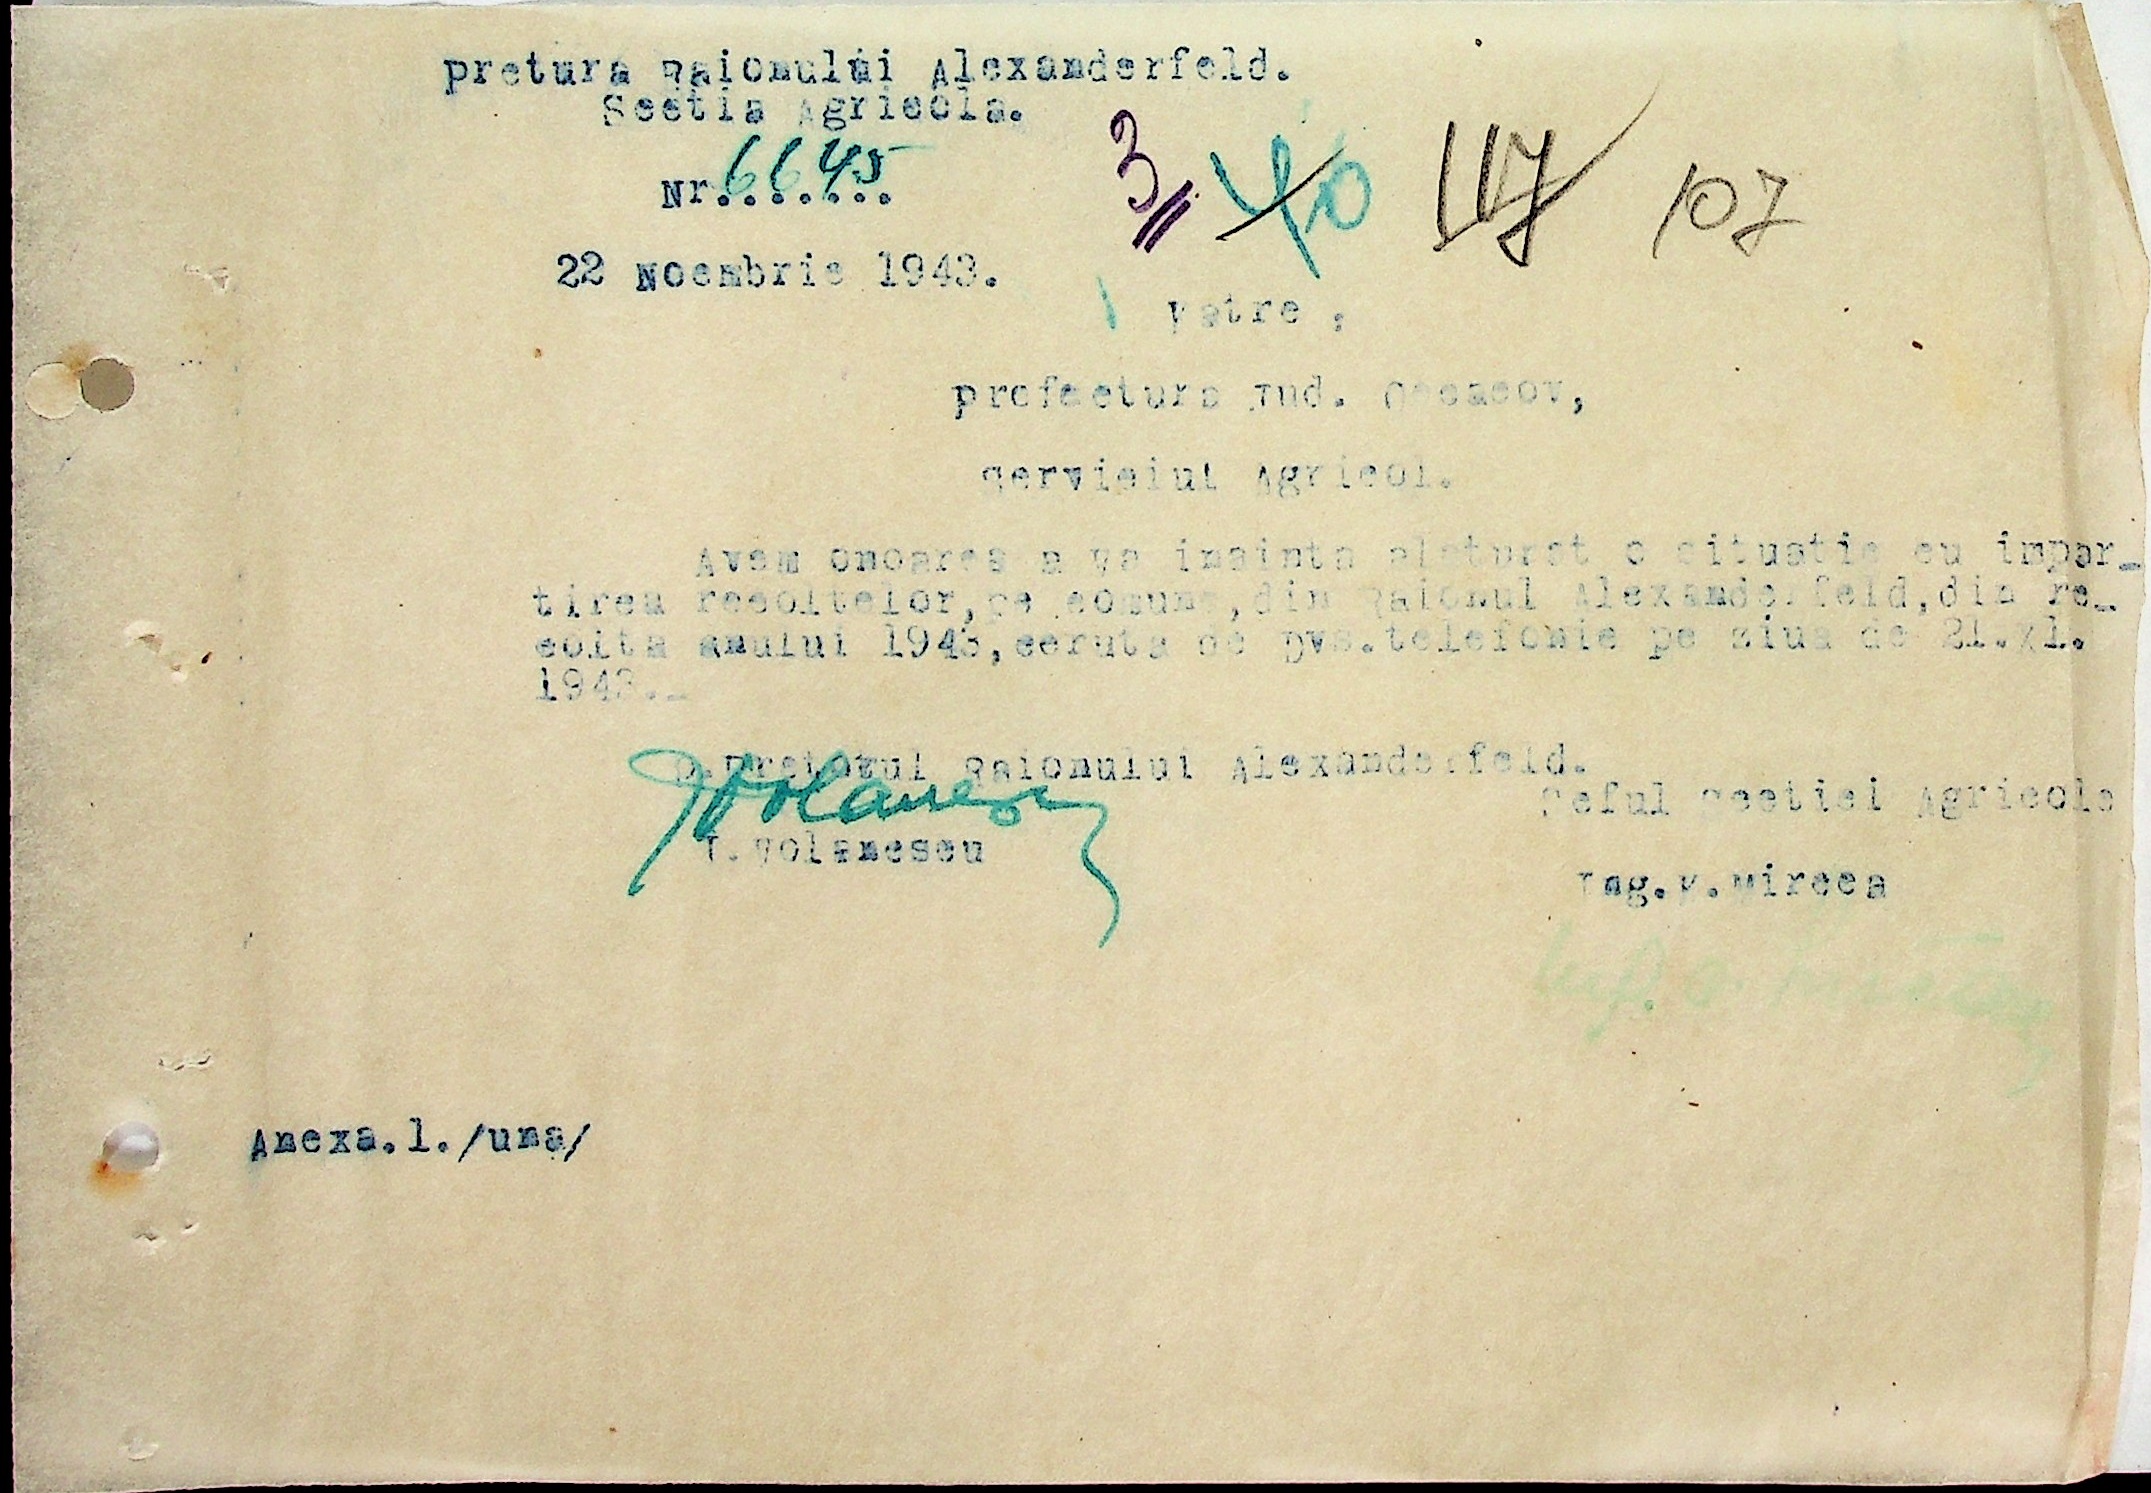 Pretura Raionului Alexanderfeld.
Sectia Agricola.
Nr.6645
3 40 117 107
22 Noembrie 1943.
Catre,
Prefectura Jud. Oceacov,
Serviciul Agricol.
Avem onoarea a va inainta alaturat o situatie cu impar_
tirea recoltelor, pe comune, din Raionul Alexanderfeld, din re_
colta anului 1943, ceruta de Dvs. telefonic pe ziua de 21.XI.
1943._
D. Pretorul Raionului Alexanderfeld.
Seful Sectiei Agricole
Volanescu
Ing. M. Mircea
Anexa.1./una/